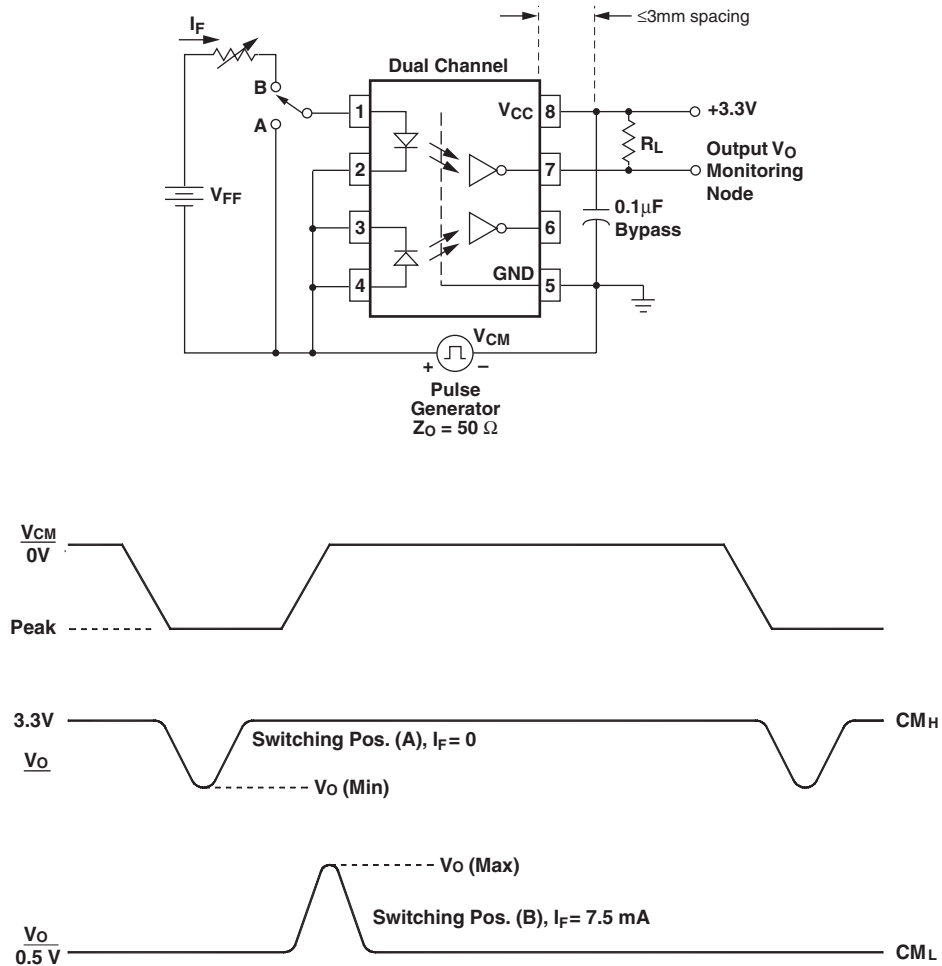 ≤3mm spacing
IF
Dual Channel
B
A
1
VCC
8
+3.3V
RL
2
7
Output VO
Monitoring
Node
VFF
3
6
0.1µF
Bypass
GND
4
5
VCM
+
–
Pulse
Generator
ZO = 50 Ω
VCM
0V
Peak
3.3V
CMH
Switching Pos. (A), IF = 0
VO
VO (Min)
VO (Max)
Switching Pos. (B), IF = 7.5 mA
VO
0.5 V
CML